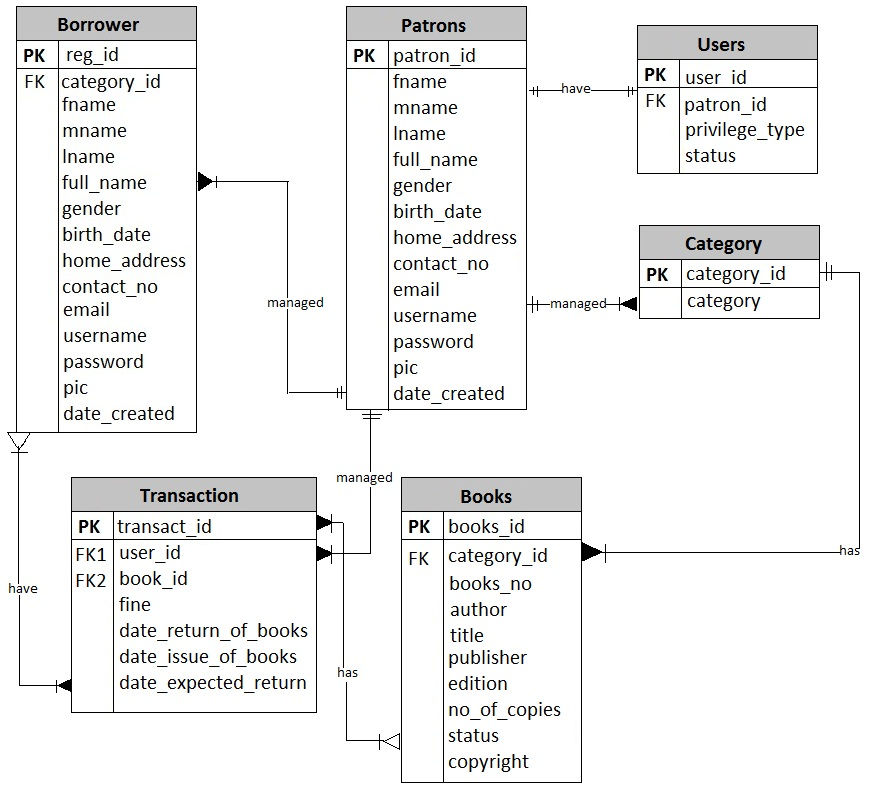 Borrower
PK reg_id
FK category_id
fname
mname
lname
full_name
gender
birth_date
home_address
contact_no
email
username
password
pic
date_created
Patrons
PK patron_id
fname
mname
lname
full_name
gender
birth_date
home_address
contact_no
email
username
password
pic
date_created
Users
PK user_id
FK patron_id
privilege_type
status
have
Category
PK category_id
category
managed
managed
managed
Transaction
PK transact_id
FK1 user_id
FK2 book_id
fine
date_return_of_books
date_issue_of_books
date_expected_return
have
has
Books
PK books_id
FK category_id
books_no
author
title
publisher
edition
no_of_copies
status
copyright
has